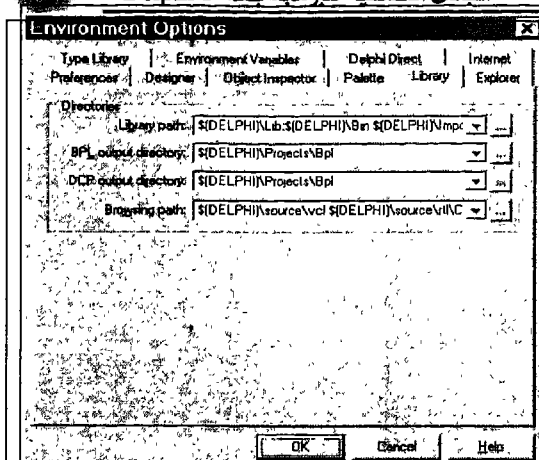 Environment Options
Type Library Environment Variables Delphi Direct Internet
Preferences Designer Object Inspector Palette Library Explorer
Directories
Library path: $(DELPHI)\Lib;$(DELPHI)\Bin $(DELPHI)\Impc
BPL output directory: $(DELPHI)\Projects\Bpl
DCP output directory: $(DELPHI)\Projects\Bpl
Browsing path: $(DELPHI)\source\vcl $(DELPHI)\source\rtl\C
OK Cancel Help